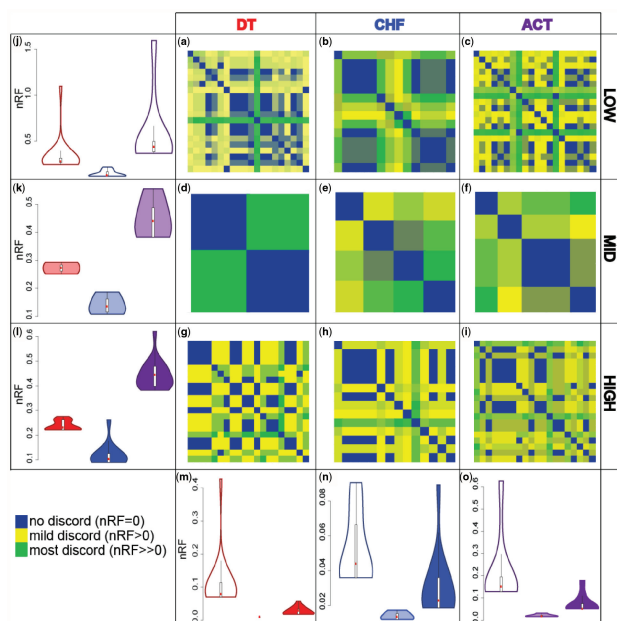 DT CHF ACT
(j) (a) (b) (c)
nRF
1.5
1.0
0.5
LOW
(k) (d) (e) (f)
nRF
0.5
0.4
0.3
0.2
0.1
MID
(l) (g) (h) (i)
nRF
0.6
0.5
0.4
0.3
0.2
0.1
HIGH
(m) (n) (o)
nRF
0.4
0.3
0.2
0.1
0.0
0.08
0.06
0.04
0.02
0.6
0.5
0.4
0.3
0.2
0.1
0.0
no discord (nRF=0)
mild discord (nRF>0)
most discord (nRF>>0)